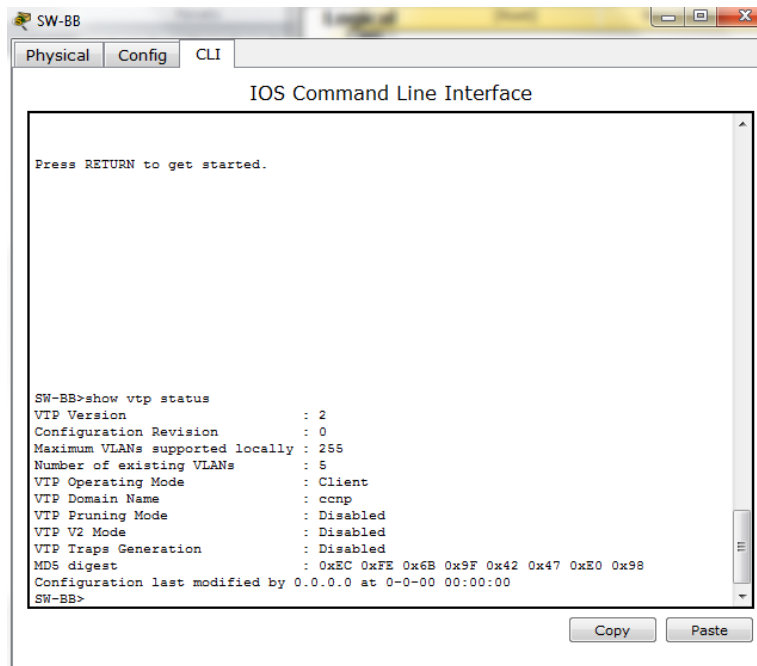 SW-BB
Physical Config CLI
IOS Command Line Interface
Press RETURN to get started.
SW-BB>show vtp status
VTP Version : 2
Configuration Revision : 0
Maximum VLANs supported locally : 255
Number of existing VLANs : 5
VTP Operating Mode : Client
VTP Domain Name : ccnp
VTP Pruning Mode : Disabled
VTP V2 Mode : Disabled
VTP Traps Generation : Disabled
MD5 digest : 0xEC 0xFE 0x6B 0x9F 0x42 0x47 0xE0 0x98
Configuration last modified by 0.0.0.0 at 0-0-00 00:00:00
SW-BB>
Copy Paste